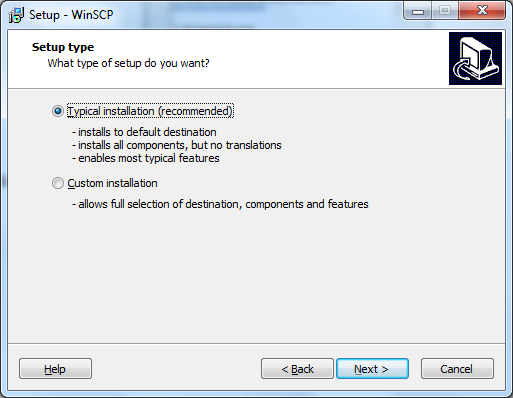 Setup - WinSCP
Setup type
What type of setup do you want?
Typical installation (recommended)
- installs to default destination
- installs all components, but no translations
- enables most typical features
Custom installation
- allows full selection of destination, components and features
Help
< Back
Next >
Cancel